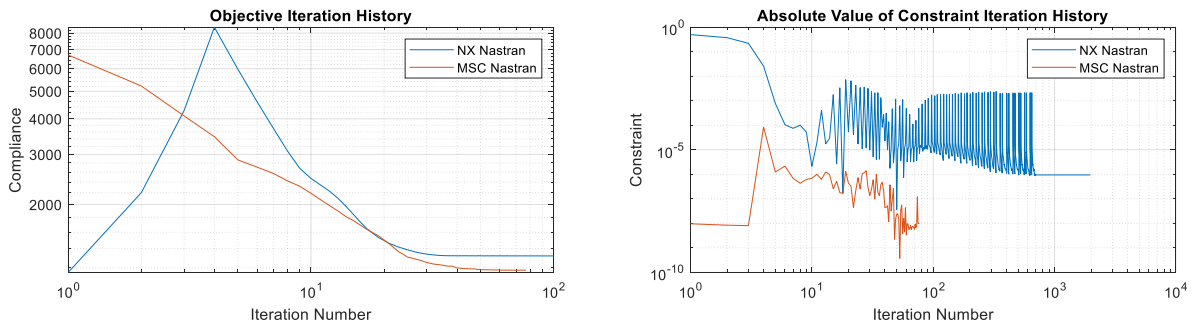 Objective Iteration History
8000
7000
6000
5000
4000
3000
2000
Compliance
NX Nastran
MSC Nastran
10^0
10^1
10^2
Iteration Number
Absolute Value of Constraint Iteration History
10^0
10^-5
10^-10
Constraint
NX Nastran
MSC Nastran
10^0
10^1
10^2
10^3
10^4
Iteration Number